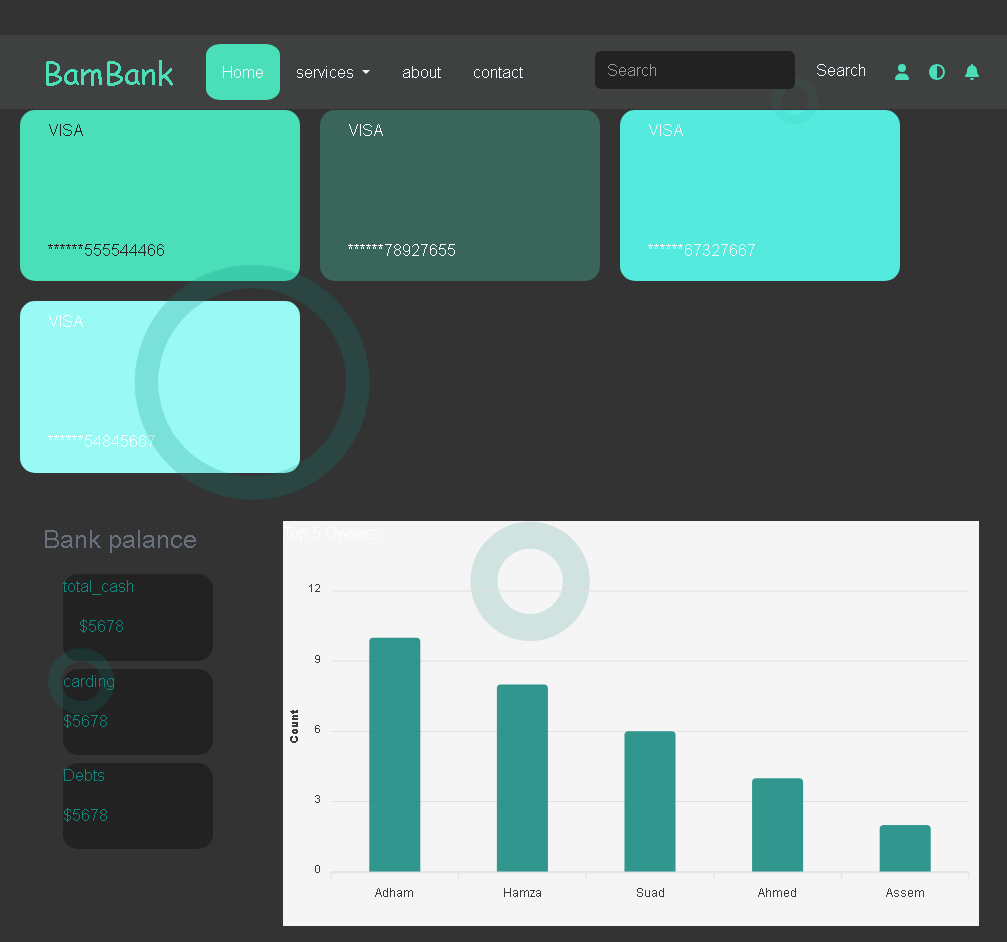 BamBank Home services about contact Search Search
VISA VISA VISA
******555544466 ******78927655 ******67327667
VISA
******54845667
Bank palance
total_cash
$5678
carding
$5678
Debts
$5678
Top 5 Owners
12
9
6
3
0
Count
Adham Hamza Suad Ahmed Assem